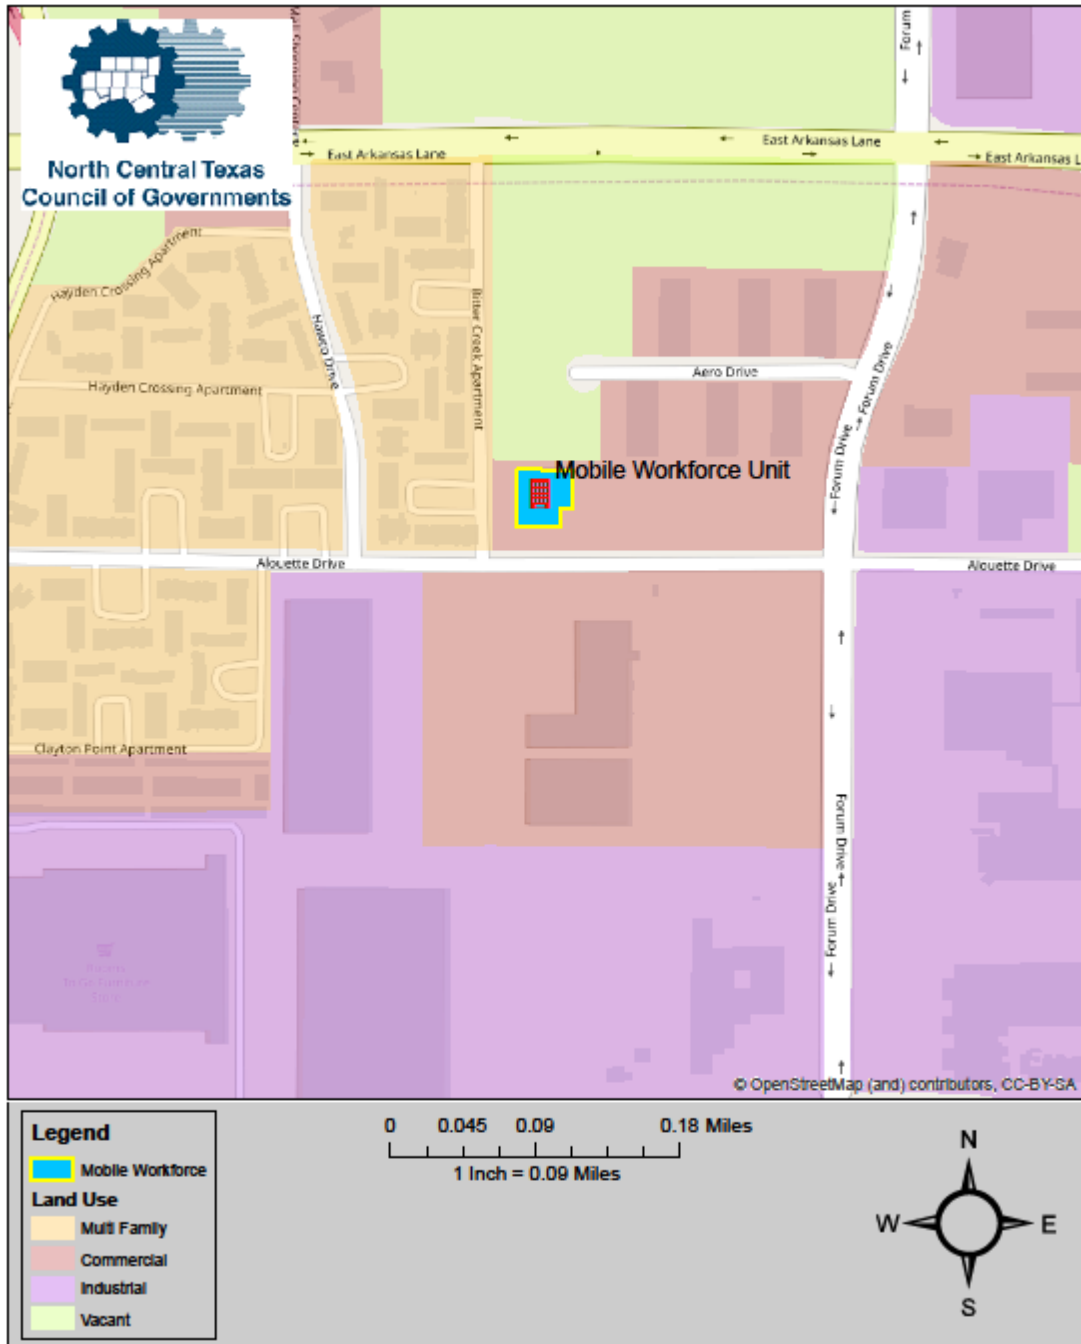 North Central Texas
Council of Governments
Forum
East Arkansas Lane
East Arkansas Lane
East Arkansas L
Hayden Crossing Apartment
Hawco Drive
Bitter Creek Apartment
Hayden Crossing Apartment
Aero Drive
Forum Drive
Forum Drive
Mobile Workforce Unit
Alouette Drive
Alouette Drive
Clayton Point Apartment
Forum Drive
Forum Drive
© OpenStreetMap (and) contributors, CC-BY-SA
Legend
Mobile Workforce
Land Use
Multi Family
Commercial
Industrial
Vacant
0 0.045 0.09 0.18 Miles
1 Inch = 0.09 Miles
N
W E
S